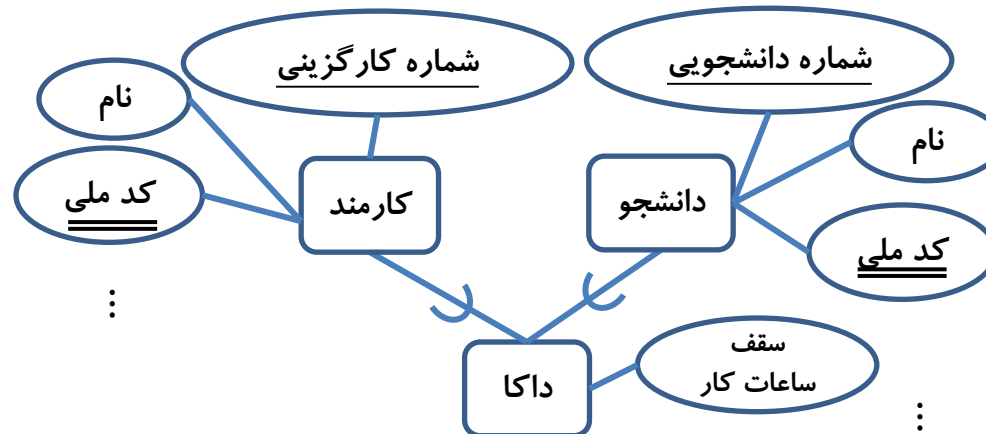 شماره کارگزینی
شماره دانشجویی
نام
نام
کد ملی
کارمند
دانشجو
کد ملی
...
سقف
ساعات کار
داکا
...